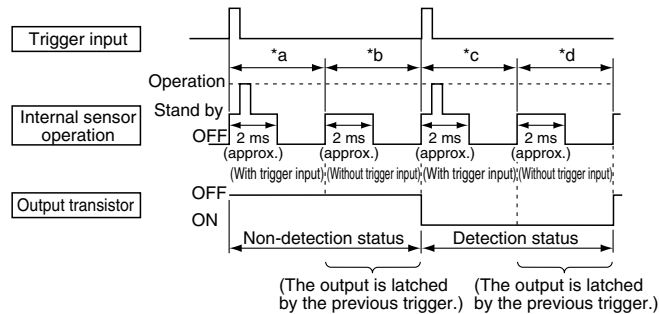 Trigger input
*a *b *c *d
Operation
Stand by
Internal sensor
operation
OFF
2 ms 2 ms 2 ms 2 ms
(approx.) (approx.) (approx.) (approx.)
(With trigger input) (Without trigger input) (With trigger input) (Without trigger input)
OFF
Output transistor
ON
Non-detection status Detection status
(The output is latched
by the previous trigger.)
(The output is latched
by the previous trigger.)